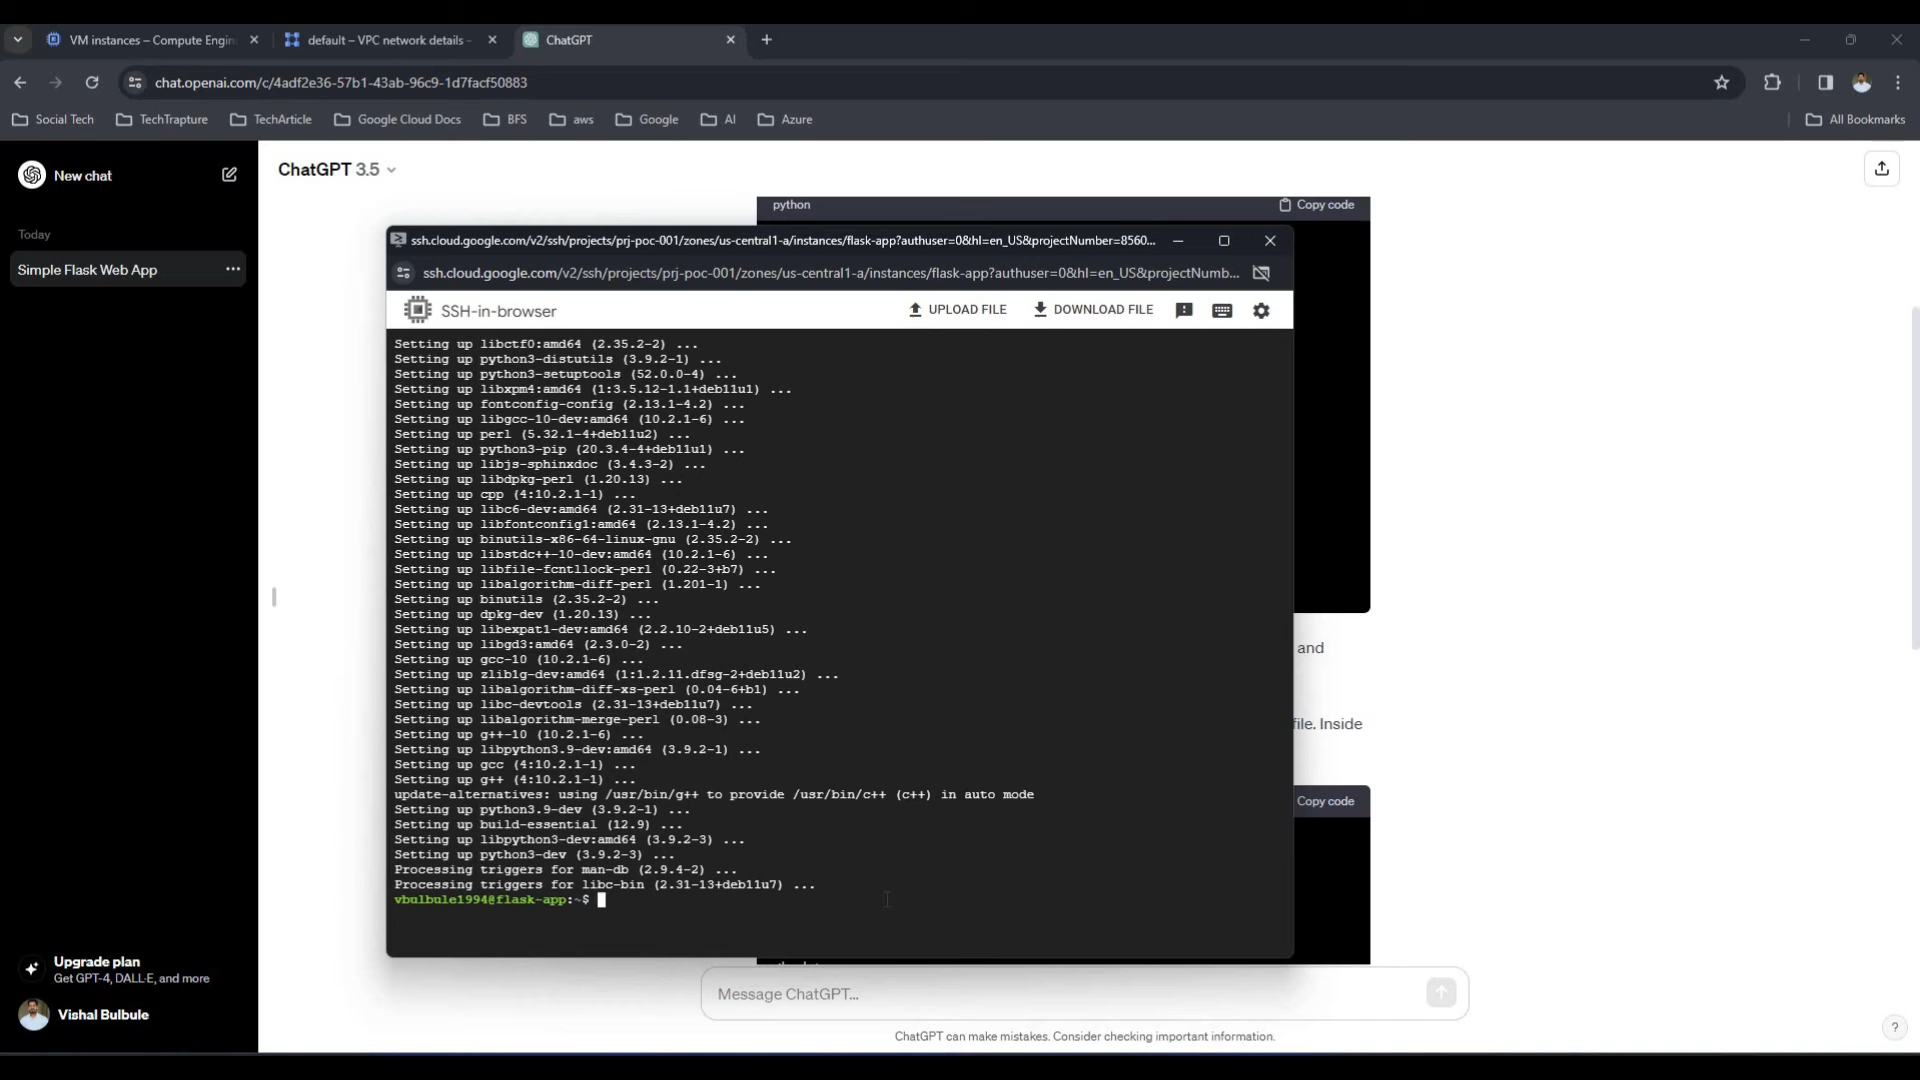 VM instances – Compute Engin
default – VPC network details -
ChatGPT
chat.openai.com/c/4adf2e36-57b1-43ab-96c9-1d7facf50883
Social Tech
TechTrapture
TechArticle
Google Cloud Docs
BFS
aws
Google
AI
Azure
All Bookmarks
New chat
Today
Simple Flask Web App
ChatGPT 3.5
python
Copy code
ssh.cloud.google.com/v2/ssh/projects/prj-poc-001/zones/us-central1-a/instances/flask-app?authuser=0&hl=en_US&projectNumber=8560...
ssh.cloud.google.com/v2/ssh/projects/prj-poc-001/zones/us-central1-a/instances/flask-app?authuser=0&hl=en_US&projectNumb...
SSH-in-browser
UPLOAD FILE
DOWNLOAD FILE
Setting up libctf0:amd64 (2.35.2-2) ...
Setting up python3-distutils (3.9.2-1) ...
Setting up python3-setuptools (52.0.0-4) ...
Setting up libxpm4:amd64 (1:3.5.12-1.1+deb11u1) ...
Setting up fontconfig-config (2.13.1-4.2) ...
Setting up libgcc-10-dev:amd64 (10.2.1-6) ...
Setting up perl (5.32.1-4+deb11u2) ...
Setting up python3-pip (20.3.4-4+deb11u1) ...
Setting up libjs-sphinxdoc (3.4.3-2) ...
Setting up libdpkg-perl (1.20.13) ...
Setting up cpp (4:10.2.1-1) ...
Setting up libc6-dev:amd64 (2.31-13+deb11u7) ...
Setting up libfontconfig1:amd64 (2.13.1-4.2) ...
Setting up binutils-x86-64-linux-gnu (2.35.2-2) ...
Setting up libstdc++-10-dev:amd64 (10.2.1-6) ...
Setting up libfile-fcntllock-perl (0.22-3+b7) ...
Setting up libalgorithm-diff-perl (1.201-1) ...
Setting up binutils (2.35.2-2) ...
Setting up dpkg-dev (1.20.13) ...
Setting up libexpat1-dev:amd64 (2.2.10-2+deb11u5) ...
Setting up libgd3:amd64 (2.3.0-2) ...
Setting up gcc-10 (10.2.1-6) ...
Setting up zlib1g-dev:amd64 (1:1.2.11.dfsg-2+deb11u2) ...
Setting up libalgorithm-diff-xs-perl (0.04-6+b1) ...
Setting up libc-devtools (2.31-13+deb11u7) ...
Setting up libalgorithm-merge-perl (0.08-3) ...
Setting up g++-10 (10.2.1-6) ...
Setting up libpython3.9-dev:amd64 (3.9.2-1) ...
Setting up gcc (4:10.2.1-1) ...
Setting up g++ (4:10.2.1-1) ...
update-alternatives: using /usr/bin/g++ to provide /usr/bin/c++ (c++) in auto mode
Setting up python3.9-dev (3.9.2-1) ...
Setting up build-essential (12.9) ...
Setting up libpython3-dev:amd64 (3.9.2-3) ...
Setting up python3-dev (3.9.2-3) ...
Processing triggers for man-db (2.9.4-2) ...
Processing triggers for libc-bin (2.31-13+deb11u7) ...
vbulbule1994@flask-app:~$
and
file. Inside
Copy code
Upgrade plan
Get GPT-4, DALL·E, and more
Vishal Bulbule
Message ChatGPT...
ChatGPT can make mistakes. Consider checking important information.
?